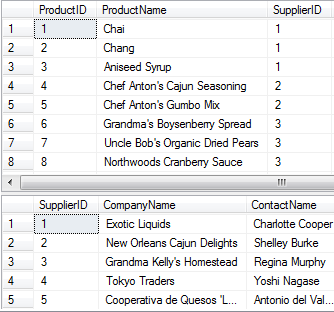 ProductID ProductName SupplierID
1 1 Chai 1
2 2 Chang 1
3 3 Aniseed Syrup 1
4 4 Chef Anton's Cajun Seasoning 2
5 5 Chef Anton's Gumbo Mix 2
6 6 Grandma's Boysenberry Spread 3
7 7 Uncle Bob's Organic Dried Pears 3
8 8 Northwoods Cranberry Sauce 3
SupplierID CompanyName ContactName
1 1 Exotic Liquids Charlotte Cooper
2 2 New Orleans Cajun Delights Shelley Burke
3 3 Grandma Kelly's Homestead Regina Murphy
4 4 Tokyo Traders Yoshi Nagase
5 5 Cooperativa de Quesos 'L... Antonio del Val...